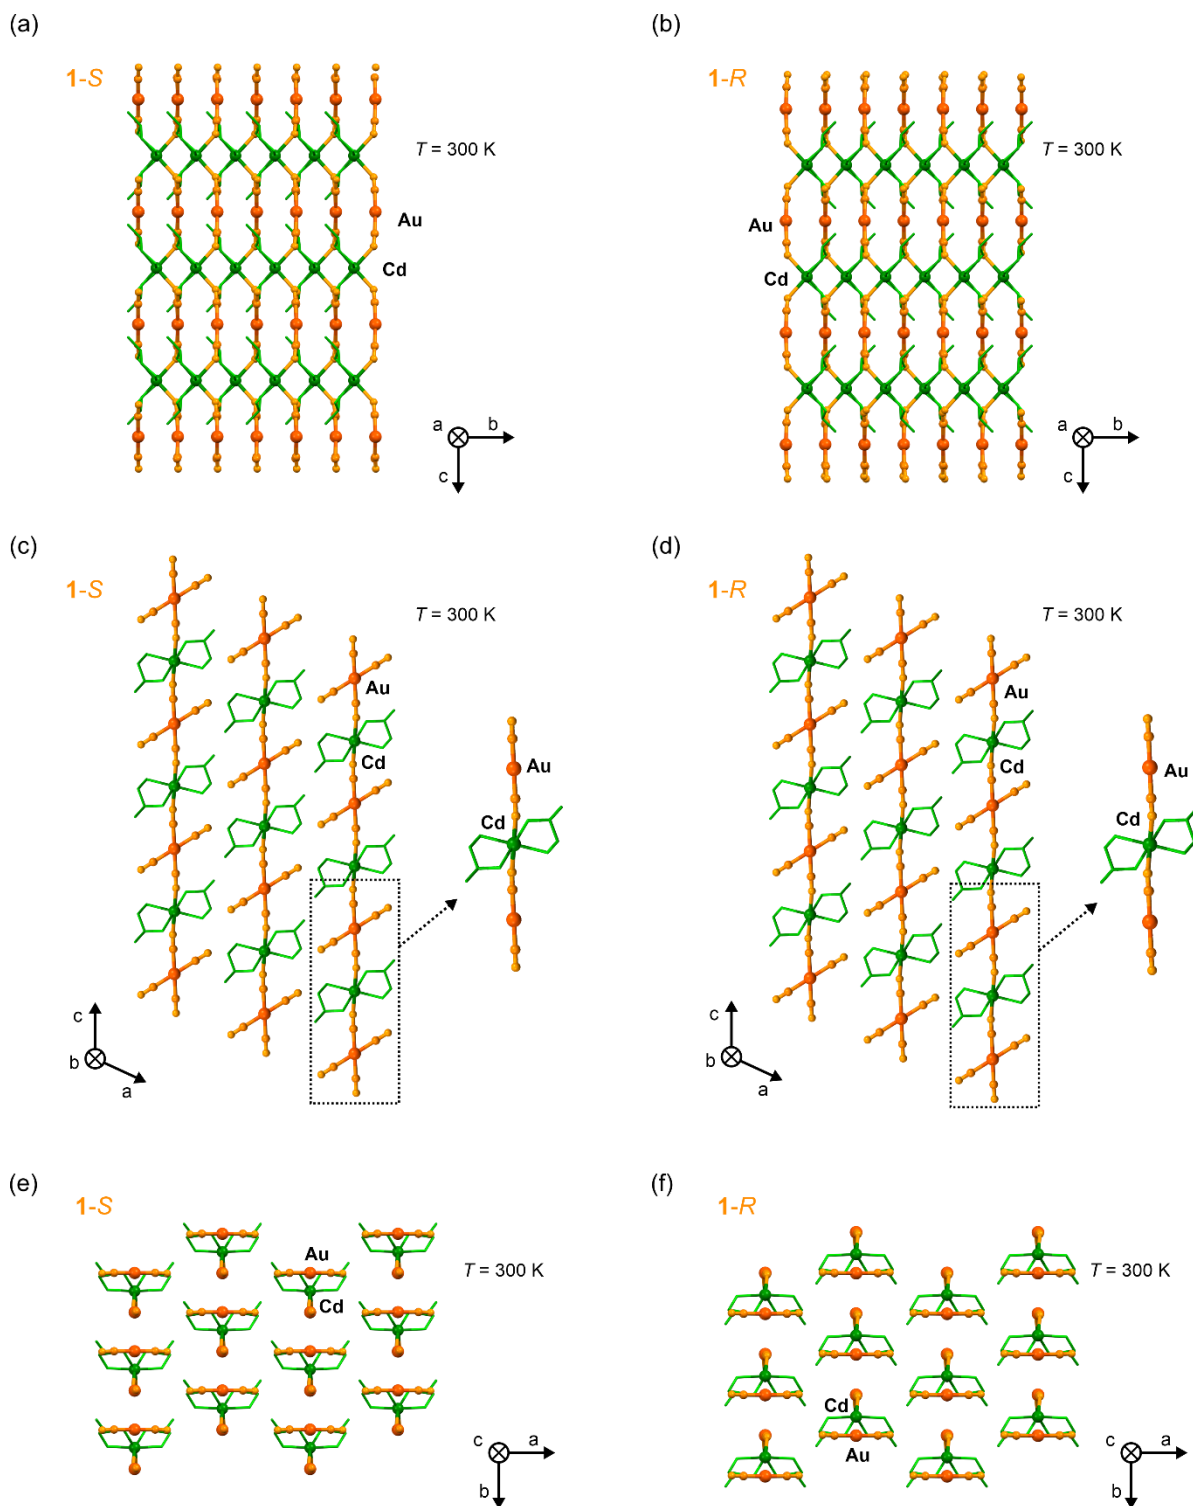 (a)
1-S
T = 300 K
Au
Cd
a
b
c
(b)
1-R
T = 300 K
Au
Cd
a
b
c
(c)
1-S
T = 300 K
Au
Cd
Au
Cd
c
b
a
(d)
1-R
T = 300 K
Au
Cd
Au
Cd
c
b
a
(e)
1-S
Au
T = 300 K
Cd
c
a
b
(f)
1-R
T = 300 K
Cd
Au
c
a
b